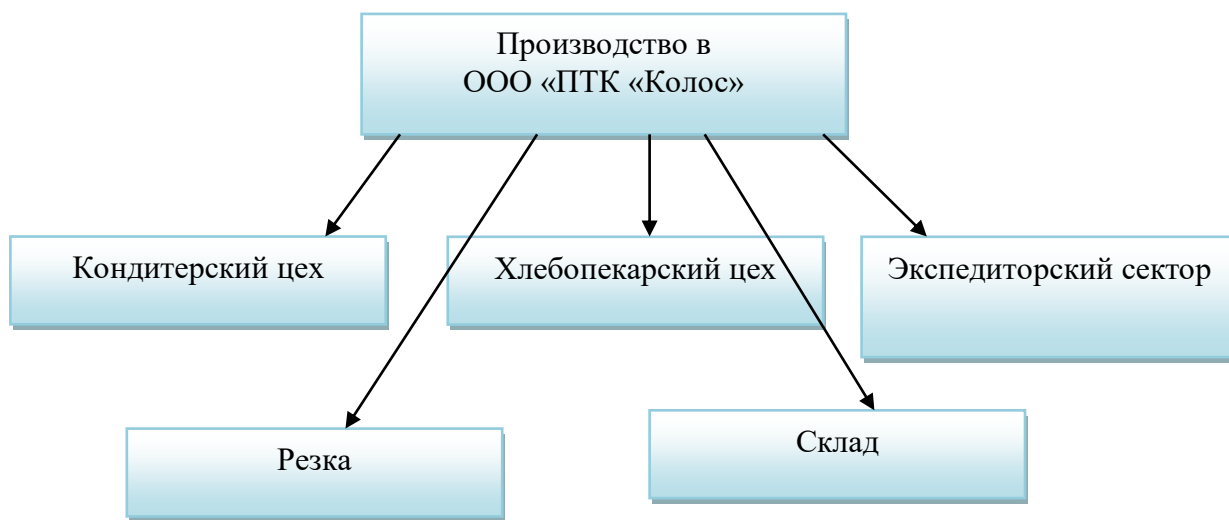 Производство в
ООО «ПТК «Колос»
Кондитерский цех
Хлебопекарский цех
Экспедиторский сектор
Резка
Склад